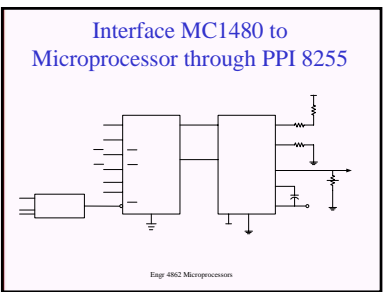 Interface MC1480 to
Microprocessor through PPI 8255
Engr 4862 Microprocessors